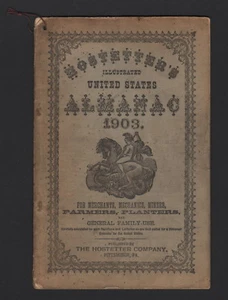 HOSTETTER'S
ILLUSTRATED
UNITED STATES
ALMANAC
1903,
FOR MERCHANTS, MECHANICS, MINERS,
FARMERS, PLANTERS,
AND
GENERAL FAMILY USE.
THE HOSTETTER COMPANY,
PITTSBURGH, PA.